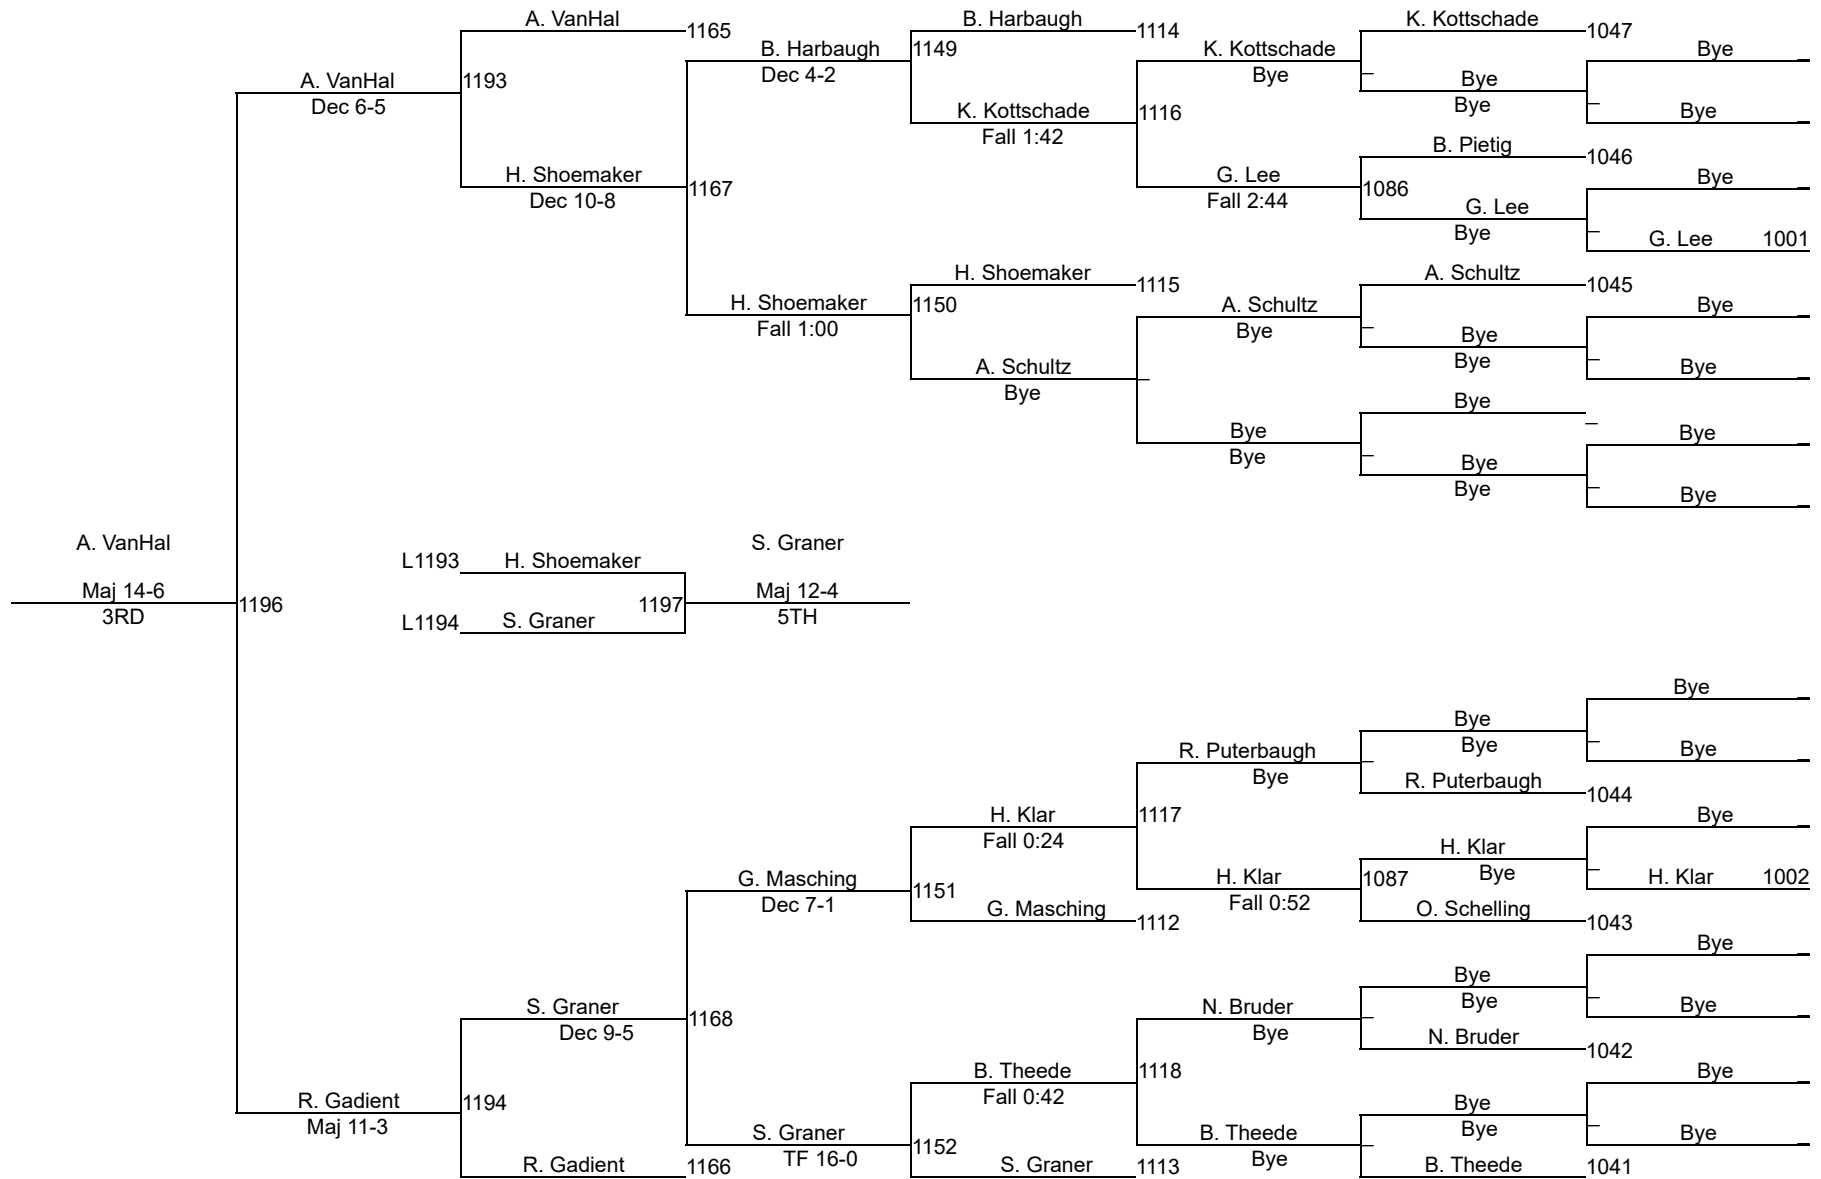 A. VanHal
1165
B. Harbaugh
1114
K. Kottschade
1047
B. Harbaugh
1149
K. Kottschade
Bye
Dec 4-2
Bye
Bye
A. VanHal
1193
Bye
Dec 6-5
K. Kottschade
1116
Bye
Fall 1:42
B. Pietig
1046
H. Shoemaker
1167
G. Lee
1086
Bye
Dec 10-8
Fall 2:44
G. Lee
Bye
G. Lee 1001
H. Shoemaker
1115
A. Schultz
1045
H. Shoemaker
1150
A. Schultz
Bye
Fall 1:00
Bye
Bye
Bye
A. Schultz
Bye
Bye
Bye
Bye
Bye
Bye
Bye
Bye
Bye
A. VanHal
S. Graner
L1193 H. Shoemaker
Maj 14-6
1196
1197
Maj 12-4
3RD
L1194 S. Graner
5TH
Bye
Bye
Bye
R. Puterbaugh
Bye
Bye
R. Puterbaugh
1044
H. Klar
1117
Bye
Fall 0:24
H. Klar
Bye
G. Masching
1151
H. Klar
1087
H. Klar 1002
Dec 7-1
G. Masching
1112
Fall 0:52
O. Schelling
1043
Bye
Bye
Bye
S. Graner
1168
N. Bruder
Bye
Dec 9-5
Bye
N. Bruder
1042
B. Theede
1118
Bye
Fall 0:42
R. Gadient
1194
Bye
Maj 11-3
Bye
S. Graner
1152
B. Theede
Bye
TF 16-0
Bye
R. Gadient
1166
S. Graner
1113
B. Theede
1041